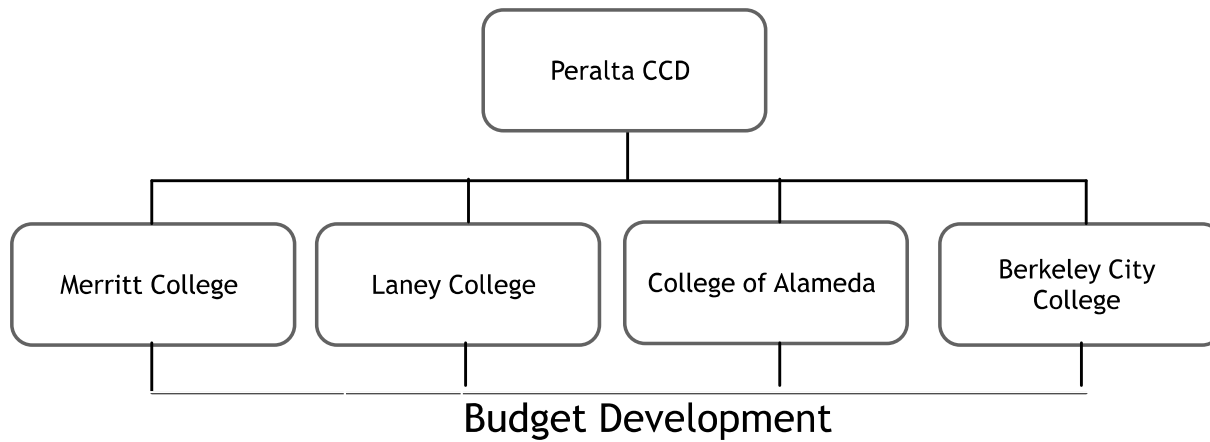 Peralta CCD
Merritt College
Laney College
College of Alameda
Berkeley City
College
Budget Development